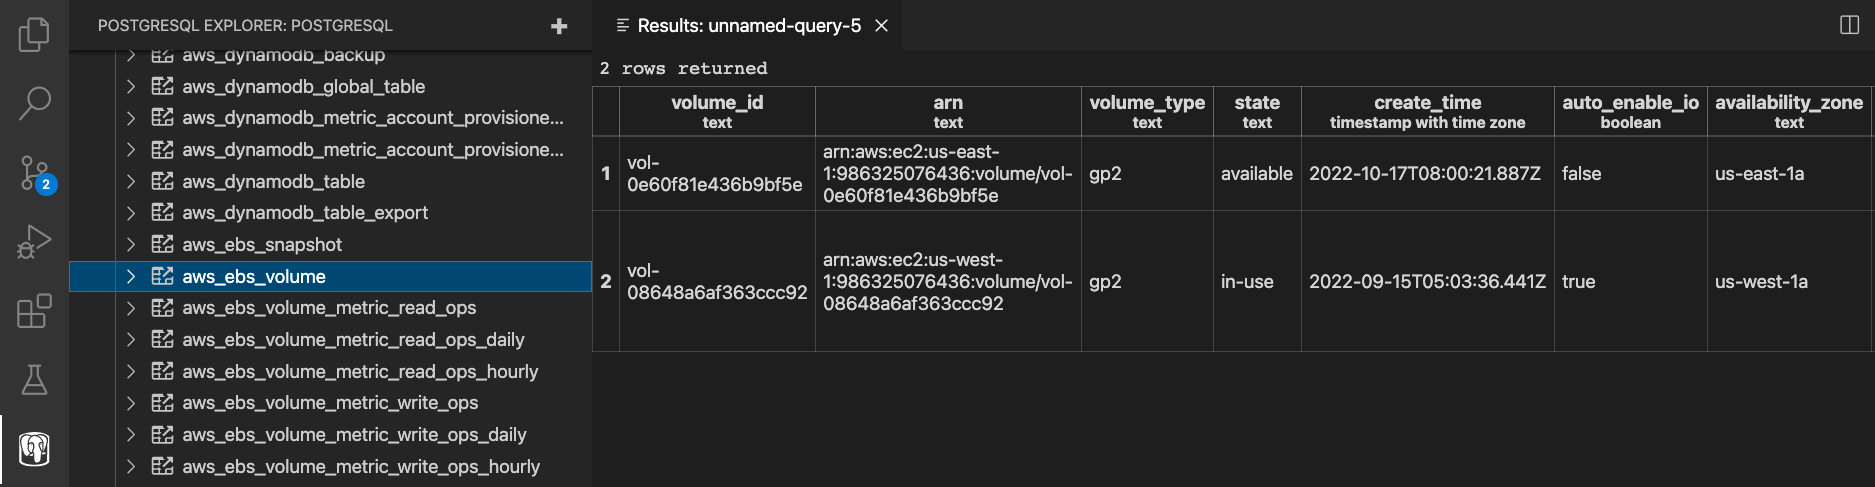 POSTGRESQL EXPLORER: POSTGRESQL
aws_dynamodb_backup
aws_dynamodb_global_table
aws_dynamodb_metric_account_provisione...
aws_dynamodb_metric_account_provisione...
aws_dynamodb_table
aws_dynamodb_table_export
aws_ebs_snapshot
aws_ebs_volume
aws_ebs_volume_metric_read_ops
aws_ebs_volume_metric_read_ops_daily
aws_ebs_volume_metric_read_ops_hourly
aws_ebs_volume_metric_write_ops
aws_ebs_volume_metric_write_ops_daily
aws_ebs_volume_metric_write_ops_hourly
2
Results: unnamed-query-5
2 rows returned
volume_id arn volume_type state create_time auto_enable_io availability_zone
text text text text timestamp with time zone boolean text
1
vol-
0e60f81e436b9bf5e
arn:aws:ec2:us-east-
1:986325076436:volume/vol-
0e60f81e436b9bf5e
gp2
available
2022-10-17T08:00:21.887Z
false
us-east-1a
2
vol-
08648a6af363ccc92
arn:aws:ec2:us-west-
1:986325076436:volume/vol-
08648a6af363ccc92
gp2
in-use
2022-09-15T05:03:36.441Z
true
us-west-1a